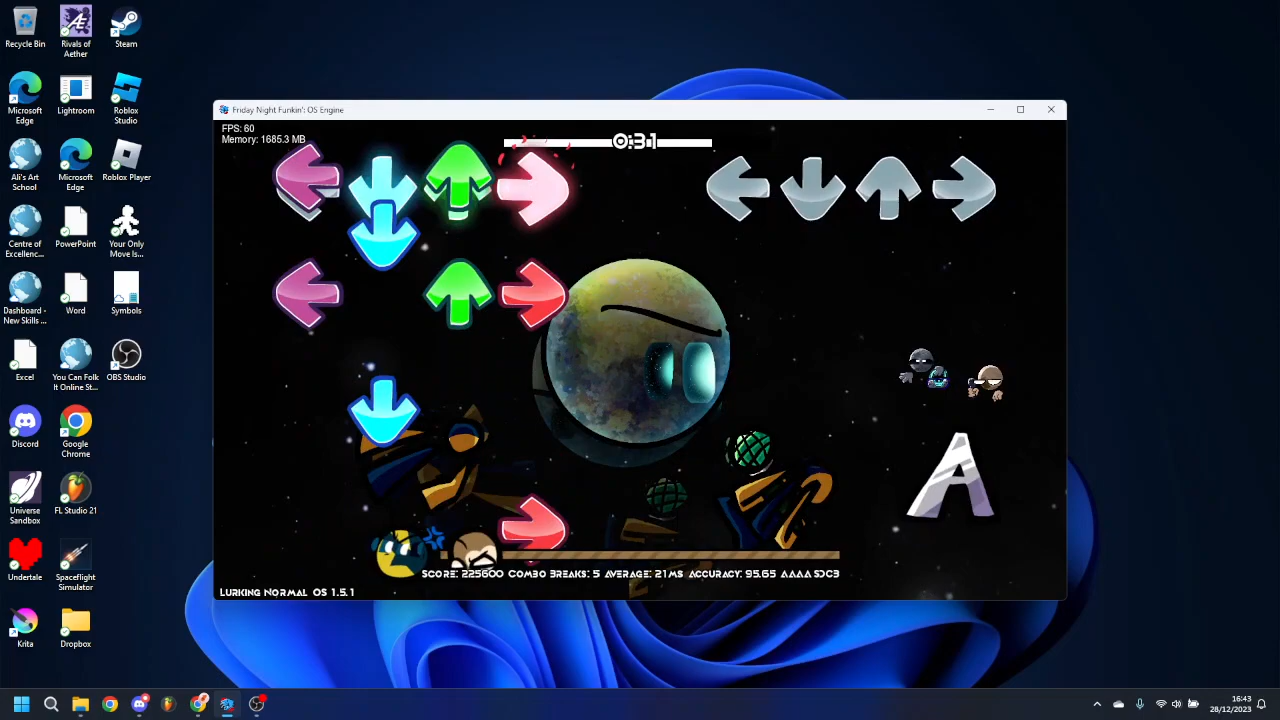 Recycle Bin
Rivals of
Aether
Steam
Microsoft
Edge
Lightroom
Roblox
Studio
Ali's Art
School
Microsoft
Edge
Roblox Player
Centre of
Excellenc...
PowerPoint
Your Only
Move Is...
Dashboard -
New Skills ...
Word
Symbols
Excel
You Can Folk
It Online St...
OBS Studio
Discord
Google
Chrome
Universe
Sandbox
FL Studio 21
Undertale
Spaceflight
Simulator
Krita
Dropbox
Friday Night Funkin': OS Engine
FPS: 60
Memory: 1685.3 MB
0:31
A
SCORE: 225600 COMBO BREAKS: 5 AVERAGE: 21MS ACCURACY: 95.65 AAAA SDCB
LURKING NORMAL OS 1.5.1
16:43
28/12/2023